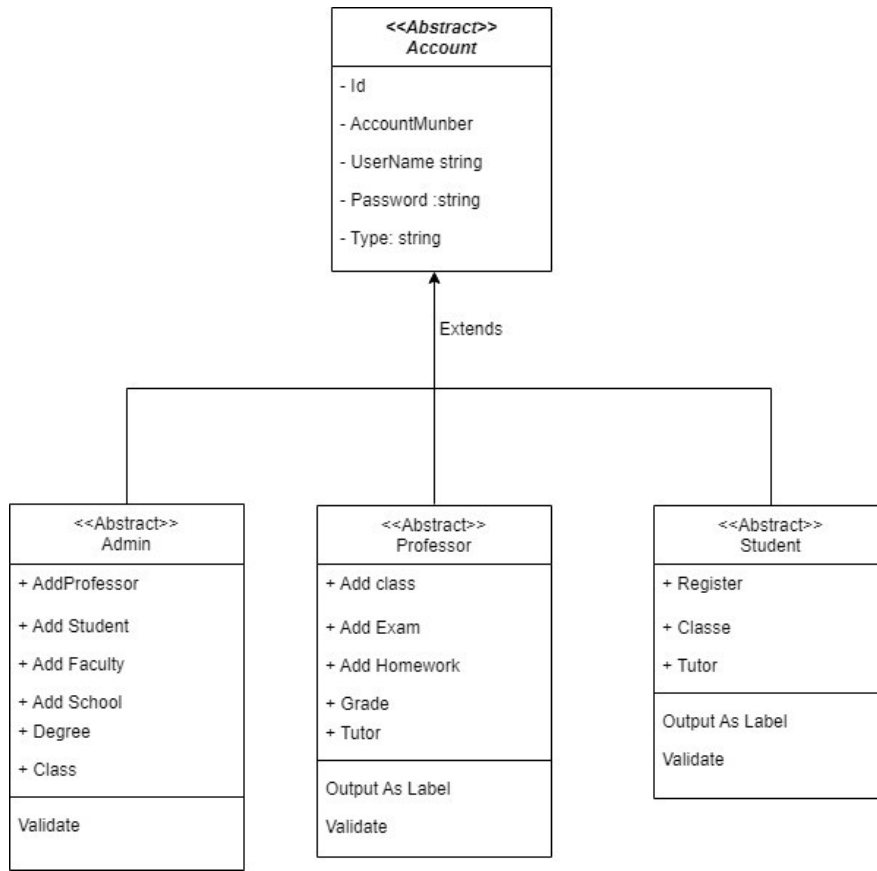 <<Abstract>>
Account
- Id
- AccountMunber
- UserName string
- Password :string
- Type: string
Extends
<<Abstract>>
Admin
+ AddProfessor
+ Add Student
+ Add Faculty
+ Add School
+ Degree
+ Class
Validate
<<Abstract>>
Professor
+ Add class
+ Add Exam
+ Add Homework
+ Grade
+ Tutor
Output As Label
Validate
<<Abstract>>
Student
+ Register
+ Classe
+ Tutor
Output As Label
Validate